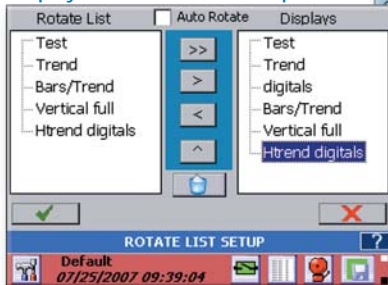 Rotate List Auto Rotate Displays
Test
Trend
Bars/Trend
Vertical full
Htrend digitals
>>
>
<
^
Test
Trend
digitals
Bars/Trend
Vertical full
Htrend digitals
ROTATE LIST SETUP ?
Default
07/25/2007 09:39:04